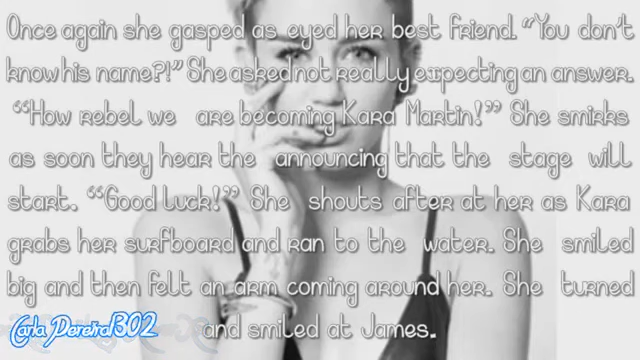 Once again she gasped as eyed her best friend. “You don't
know his name?!” She asked not really expecting an answer.
“How rebel we are becoming Kara Martin!” She smirks
as soon they hear the announcing that the stage will
start. “Good luck!” She shouts after at her as Kara
grabs her surfboard and ran to the water. She smiled
big and then felt an arm coming around her. She turned
and smiled at James.
Carla Pereira1302